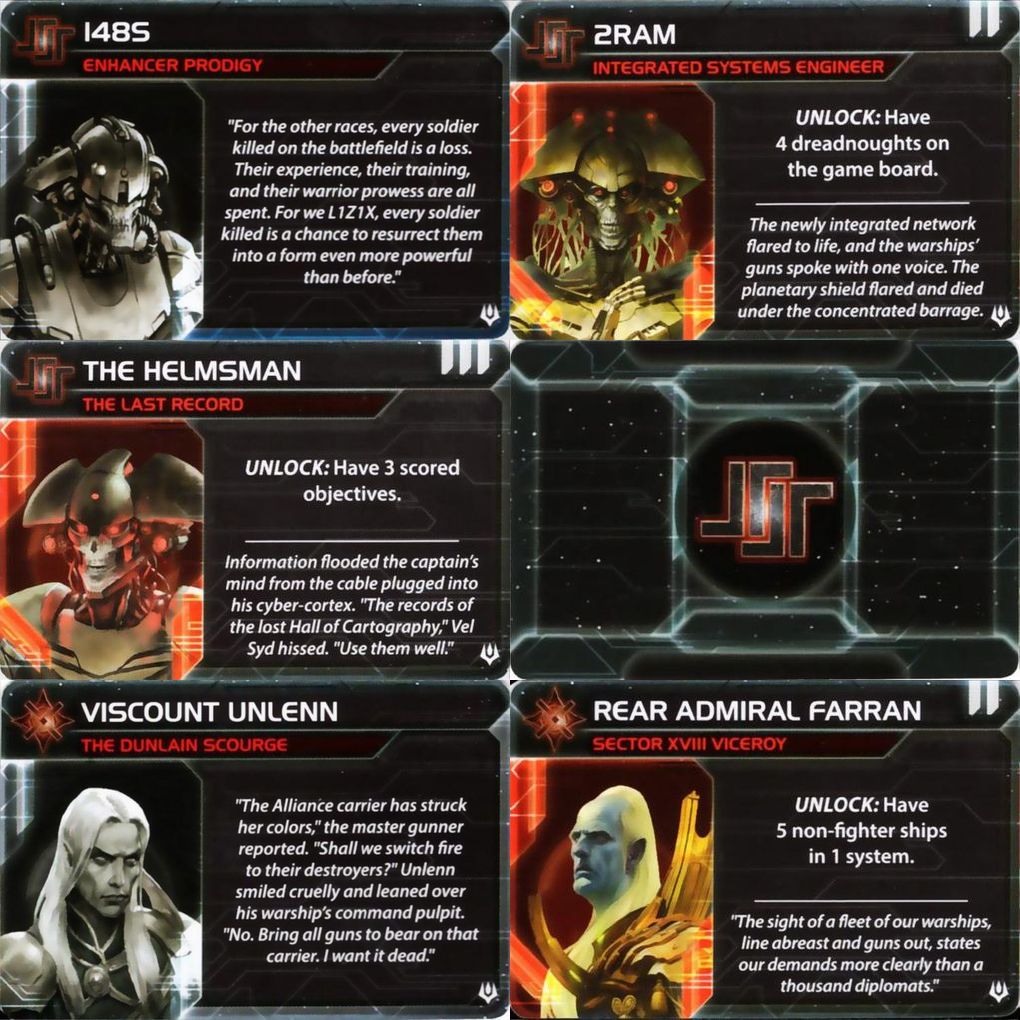 I48S
ENHANCER PRODIGY
"For the other races, every soldier
killed on the battlefield is a loss.
Their experience, their training,
and their warrior prowess are all
spent. For we L1Z1X, every soldier
killed is a chance to resurrect them
into a form even more powerful
than before."
2RAM
INTEGRATED SYSTEMS ENGINEER
UNLOCK: Have
4 dreadnoughts on
the game board.
The newly integrated network
flared to life, and the warships'
guns spoke with one voice. The
planetary shield flared and died
under the concentrated barrage.
THE HELMSMAN
THE LAST RECORD
UNLOCK: Have 3 scored
objectives.
Information flooded the captain's
mind from the cable plugged into
his cyber-cortex. "The records of
the lost Hall of Cartography," Vel
Syd hissed. "Use them well."
VISCOUNT UNLENN
THE DUNLAIN SCOURGE
"The Alliance carrier has struck
her colors," the master gunner
reported. "Shall we switch fire
to their destroyers?" Unlenn
smiled cruelly and leaned over
his warship's command pulpit.
"No. Bring all guns to bear on that
carrier. I want it dead."
REAR ADMIRAL FARRAN
SECTOR XVIII VICEROY
UNLOCK: Have
5 non-fighter ships
in 1 system.
"The sight of a fleet of our warships,
line abreast and guns out, states
our demands more clearly than a
thousand diplomats."